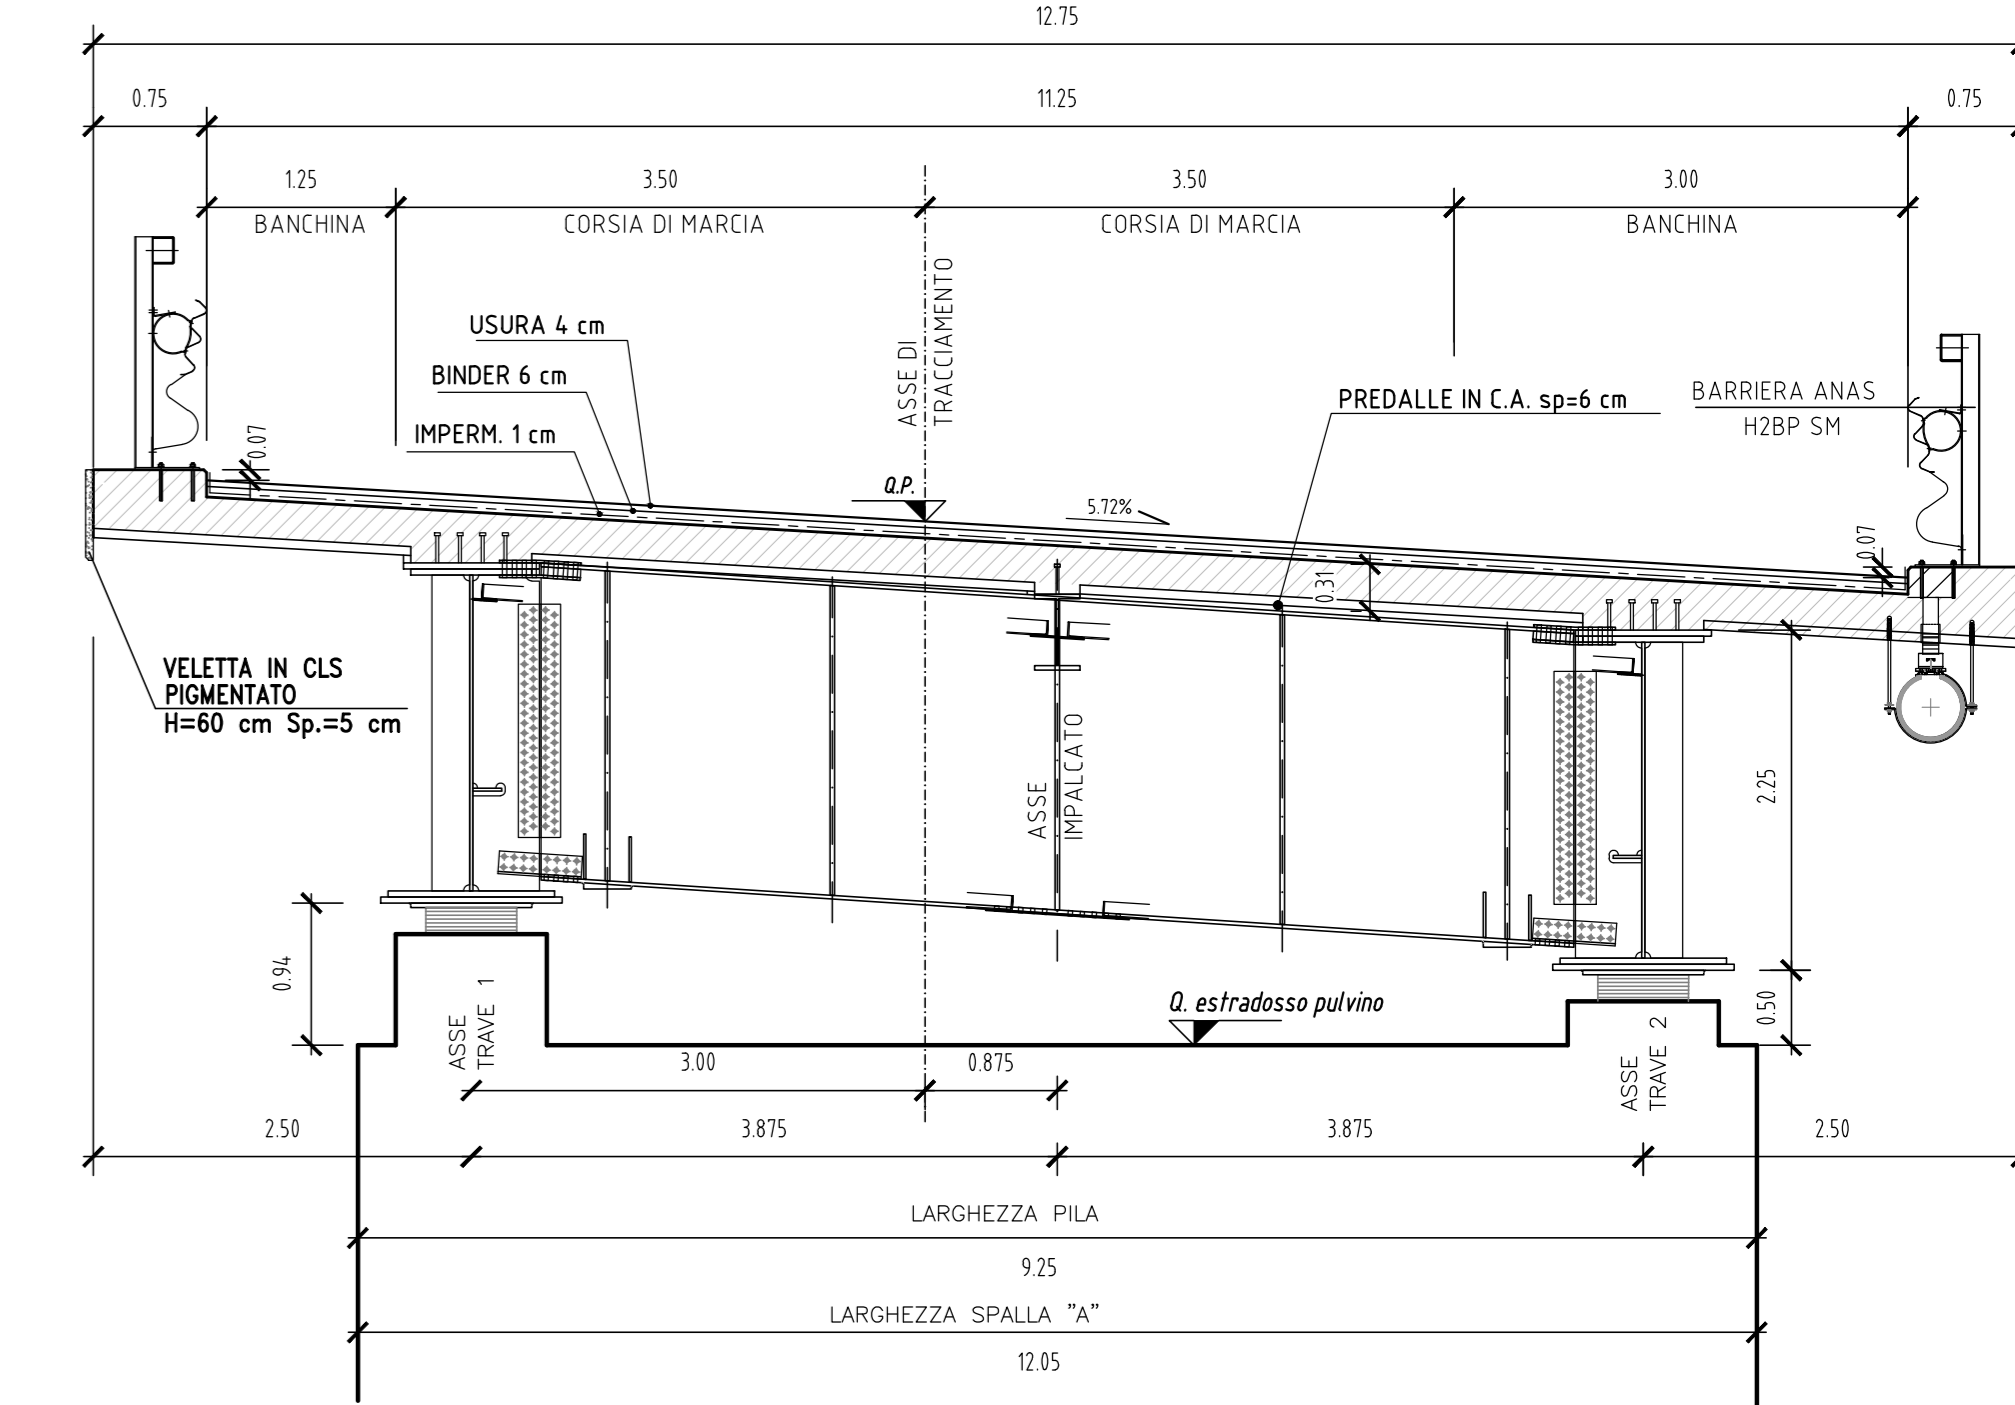 12.75
0.75
11.25
0.75
1.25
3.50
3.50
3.00
BANCHINA
CORSIA DI MARCIA
CORSIA DI MARCIA
BANCHINA
ASSE DI
TRACCIAMENTO
USURA 4 cm
BINDER 6 cm
IMPERM. 1 cm
PREDALLE IN C.A. sp=6 cm
BARRIERA ANAS
H2BP SM
0.07
Q.P.
5.72%
0.07
0.31
VELETTA IN CLS
PIGMENTATO
H=60 cm Sp.=5 cm
ASSE
IMPALCATO
2.25
0.94
ASSE
TRAVE 1
Q. estradosso pulvino
0.50
ASSE
TRAVE 2
3.00
0.875
2.50
3.875
3.875
2.50
LARGHEZZA PILA
9.25
LARGHEZZA SPALLA "A"
12.05